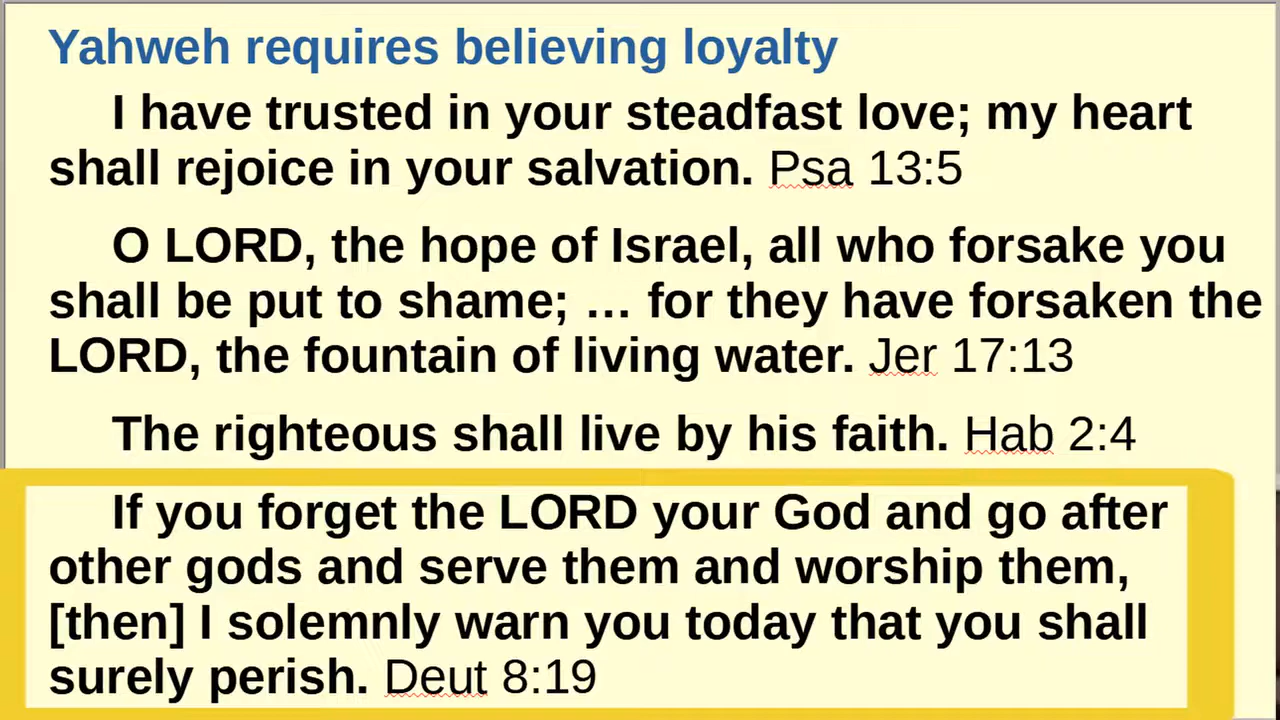 Yahweh requires believing loyalty
I have trusted in your steadfast love; my heart
shall rejoice in your salvation. Psa 13:5
O LORD, the hope of Israel, all who forsake you
shall be put to shame; … for they have forsaken the
LORD, the fountain of living water. Jer 17:13
The righteous shall live by his faith. Hab 2:4
If you forget the LORD your God and go after
other gods and serve them and worship them,
[then] I solemnly warn you today that you shall
surely perish. Deut 8:19